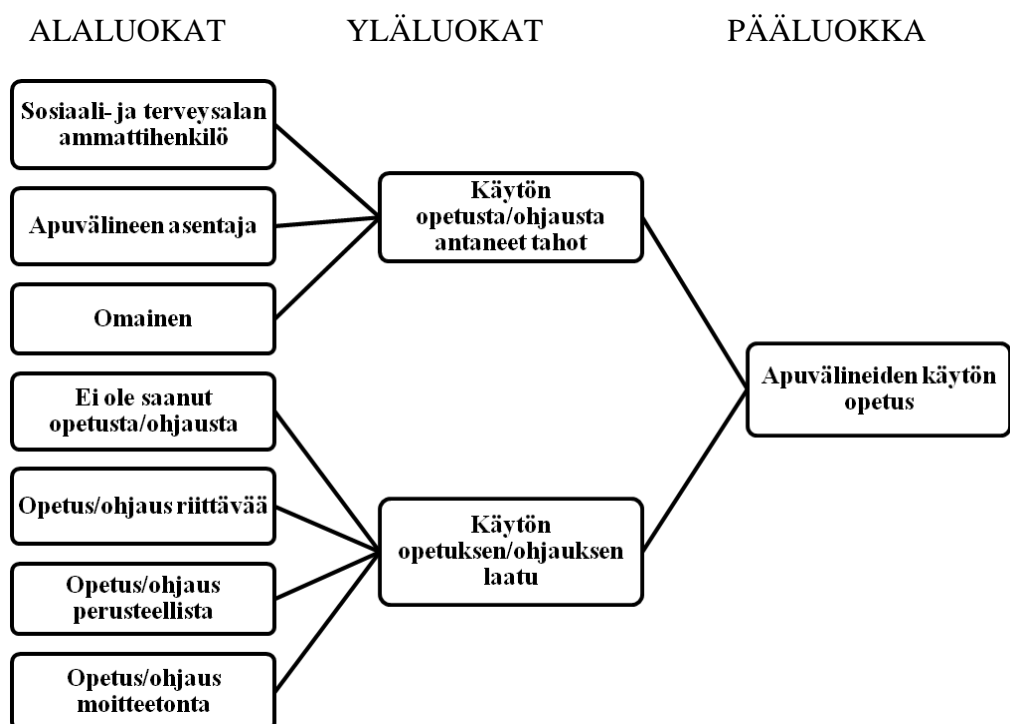 ALALUOKAT
YLÄLUOKAT
PÄÄLUOKKA
Sosiaali- ja terveysalan
ammattihenkilö
Apuvälineen asentaja
Omainen
Ei ole saanut
opetusta/ohjausta
Opetus/ohjaus riittävää
Opetus/ohjaus
perusteellista
Opetus/ohjaus
moitteetonta
Käytön
opetusta/ohjausta
antaneet tahot
Käytön
opetuksen/ohjauksen
laatu
Apuvälineiden käytön
opetus